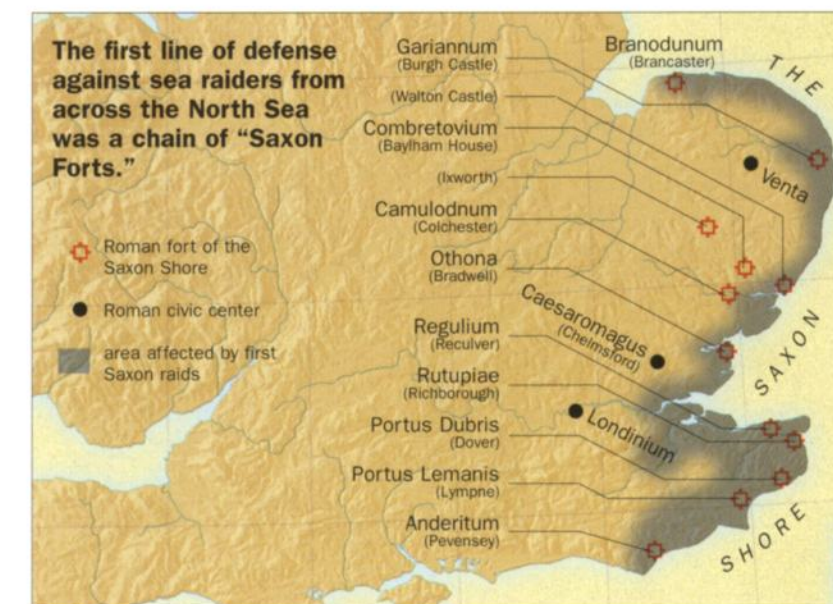 The first line of defense
against sea raiders from
across the North Sea
was a chain of “Saxon
Forts.”
Roman fort of the
Saxon Shore
Roman civic center
area affected by first
Saxon raids
Gariannum
(Burgh Castle)
(Walton Castle)
Combretovium
(Baylham House)
(Ixworth)
Camulodnum
(Colchester)
Othona
(Bradwell)
Regulium
(Reculver)
Rutupiae
(Richborough)
Portus Dubris
(Dover)
Portus Lemanis
(Lympne)
Anderitum
(Pevensey)
Branodunum
(Brancaster)
Venta
Caesaromagus
(Chelmsford)
Londinium
THE
SAXON
SHORE